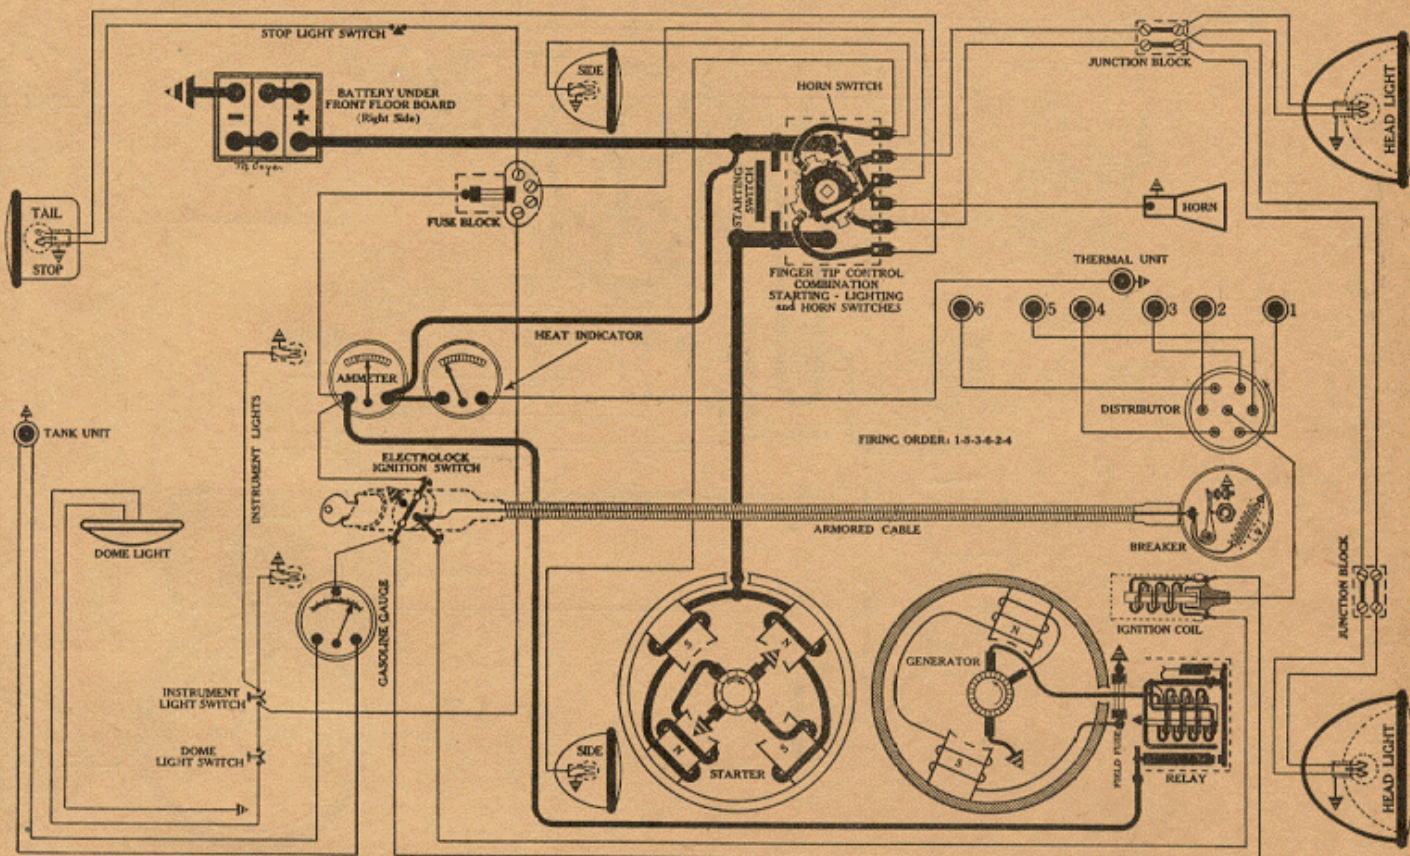 STOP LIGHT SWITCH
BATTERY UNDER
FRONT FLOOR BOARD
(Right Side)
- +
SIDE
HORN SWITCH
JUNCTION BLOCK
HEAD LIGHT
TAIL
STOP
FUSE BLOCK
STARTING
SWITCH
HORN
FINGER TIP CONTROL
COMBINATION
STARTING - LIGHTING
and HORN SWITCHES
THERMAL UNIT
6 5 4 3 2 1
HEAT INDICATOR
AMMETER
DISTRIBUTOR
FIRING ORDER: 1-5-3-6-2-4
TANK UNIT
INSTRUMENT LIGHTS
ELECTROLOCK
IGNITION SWITCH
ARMORED CABLE
BREAKER
DOME LIGHT
GASOLINE GAUGE
JUNCTION BLOCK
IGNITION COIL
S N
N S
STARTER
GENERATOR
N
S
INSTRUMENT
LIGHT SWITCH
DOME
LIGHT SWITCH
SIDE
FIELD FUSE
RELAY
HEAD LIGHT